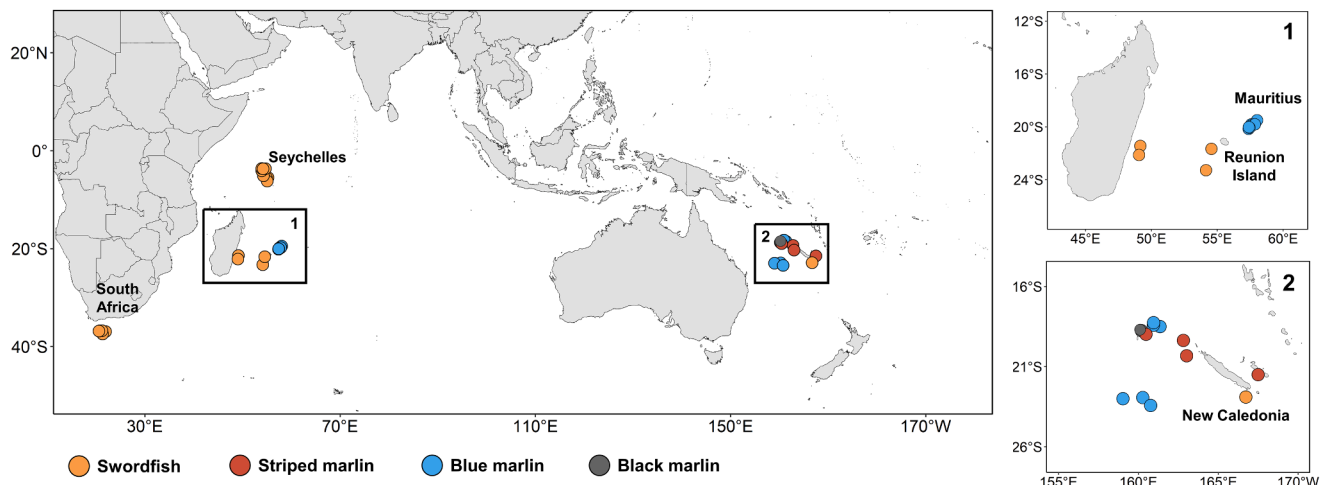 20°N
0°
20°S
40°S
30°E
70°E
110°E
150°E
170°W
Seychelles
South
Africa
1
2
Swordfish
Striped marlin
Blue marlin
Black marlin
12°S
16°S
20°S
24°S
45°E
50°E
55°E
60°E
1
Mauritius
Reunion
Island
16°S
21°S
26°S
155°E
160°E
165°E
170°W
2
New Caledonia